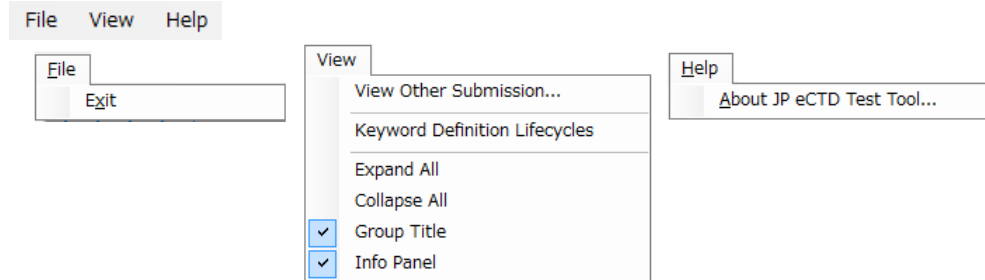 File View Help
File
Exit
View
View Other Submission...
Keyword Definition Lifecycles
Expand All
Collapse All
Group Title
Info Panel
Help
About JP eCTD Test Tool...